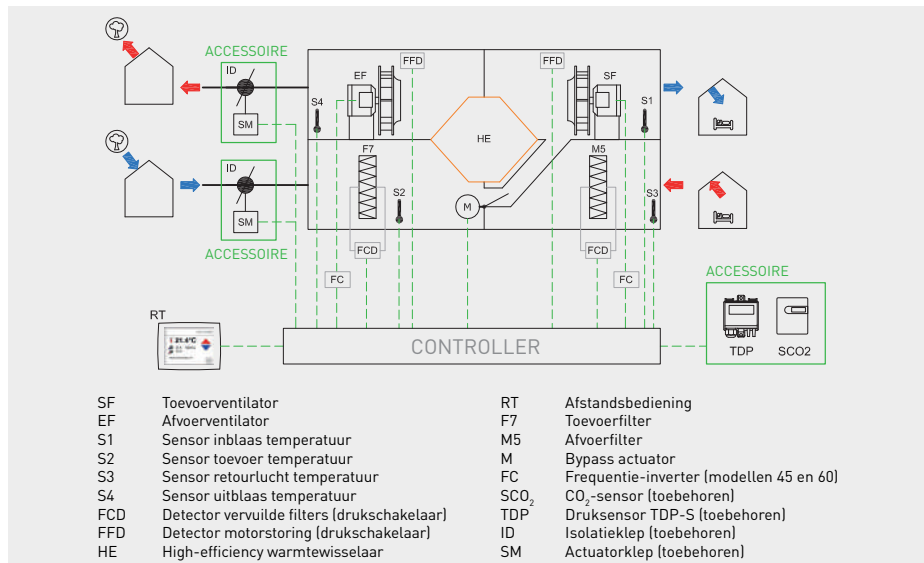 ACCESSOIRE
ID
SM
EF
S4
FFD
FFD
SF
S1
HE
F7
S2
M
M5
S3
ID
SM
ACCESSOIRE
FCD
FCD
FC
FC
ACCESSOIRE
TDP
SCO2
RT
21.4°C
CONTROLLER
SF Toevoerventilator
EF Afvoerventilator
S1 Sensor inblaas temperatuur
S2 Sensor toevoer temperatuur
S3 Sensor retourlucht temperatuur
S4 Sensor uitblaas temperatuur
FCD Detector vervuilde filters (drukschakelaar)
FFD Detector motorstoring (drukschakelaar)
HE High-efficiency warmtewisselaar
RT Afstandsbediening
F7 Toevoerfilter
M5 Afvoerfilter
M Bypass actuator
FC Frequentie-inverter (modellen 45 en 60)
SCO₂ CO₂-sensor (toebehoren)
TDP Druksensor TDP-S (toebehoren)
ID Isolatieklep (toebehoren)
SM Actuatorklep (toebehoren)